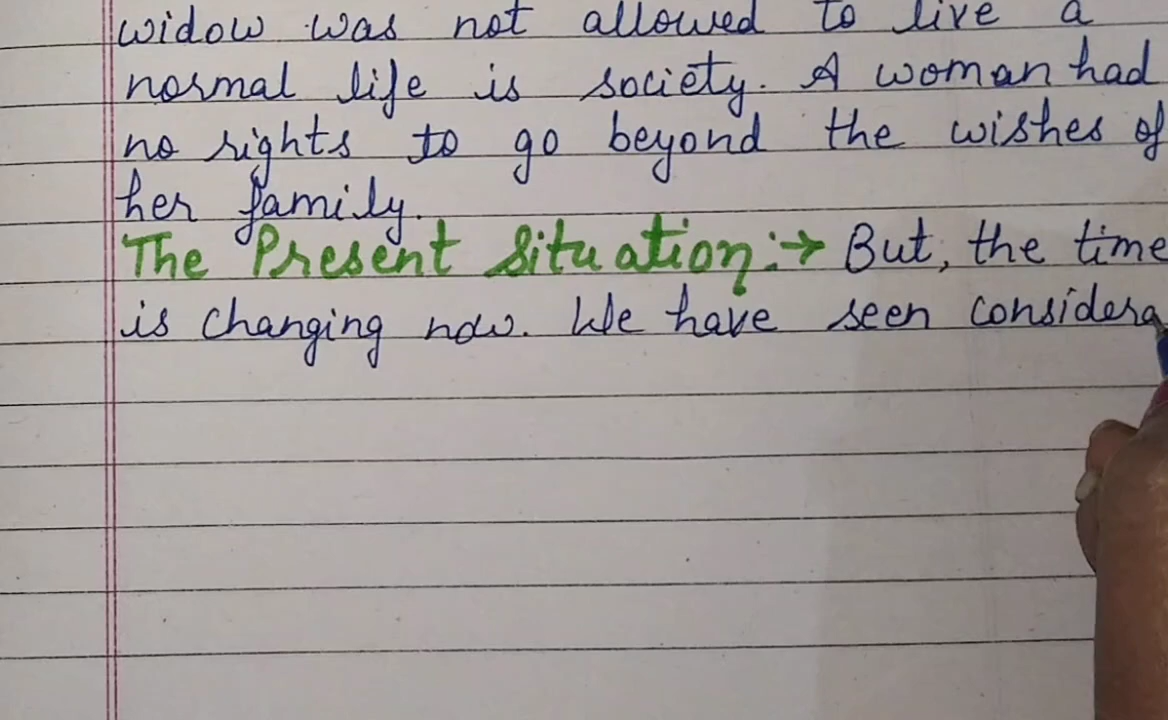 widow was not allowed to live a
normal life is society. A woman had
no rights to go beyond the wishes of
her family.
The Present Situation:→ But, the time
is changing now. We have seen considera